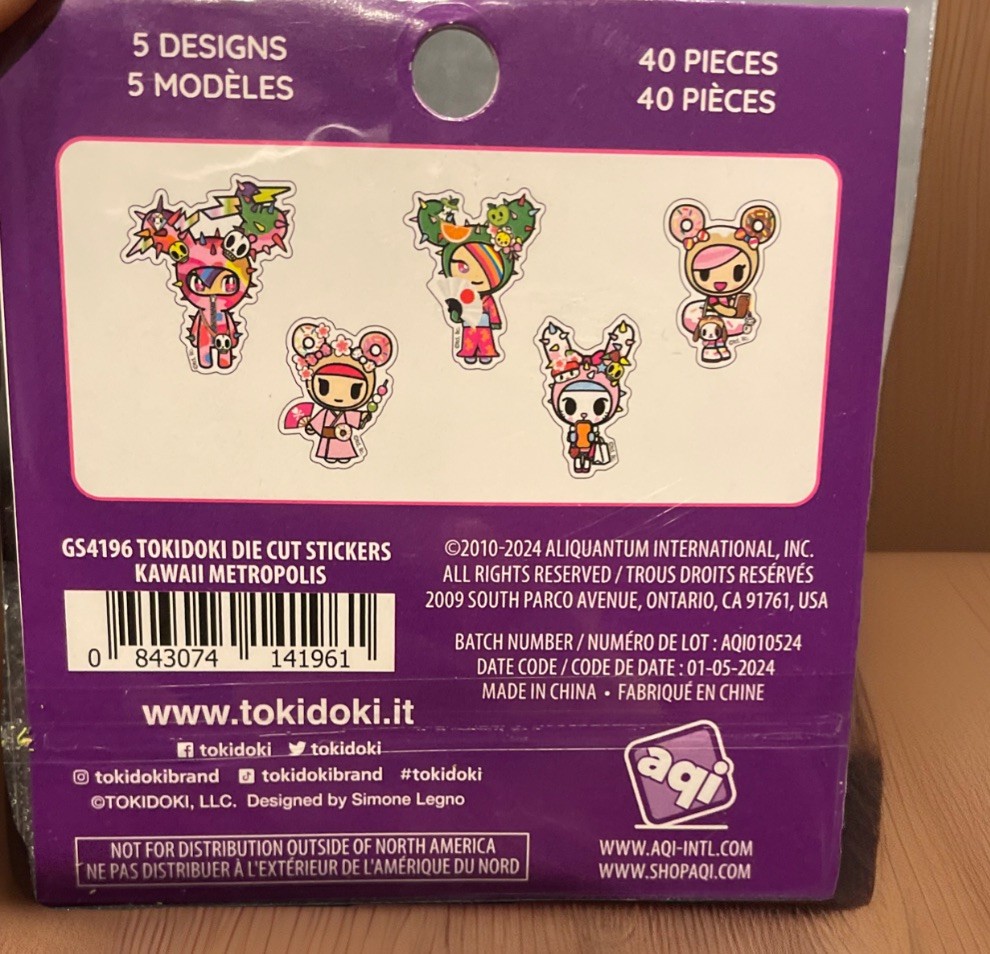 5 DESIGNS
5 MODÈLES
40 PIECES
40 PIÈCES
GS4196 TOKIDOKI DIE CUT STICKERS
KAWAII METROPOLIS
0 843074 141961
©2010-2024 ALIQUANTUM INTERNATIONAL, INC.
ALL RIGHTS RESERVED / TROUS DROITS RESÉRVÉS
2009 SOUTH PARCO AVENUE, ONTARIO, CA 91761, USA
BATCH NUMBER / NUMÉRO DE LOT : AQI010524
DATE CODE / CODE DE DATE : 01-05-2024
MADE IN CHINA • FABRIQUÉ EN CHINE
www.tokidoki.it
tokidoki tokidoki
tokidokibrand tokidokibrand #tokidoki
©TOKIDOKI, LLC. Designed by Simone Legno
NOT FOR DISTRIBUTION OUTSIDE OF NORTH AMERICA
NE PAS DISTRIBUER À L'EXTÉRIEUR DE L'AMÉRIQUE DU NORD
aqi
WWW.AQI-INTL.COM
WWW.SHOPAQI.COM